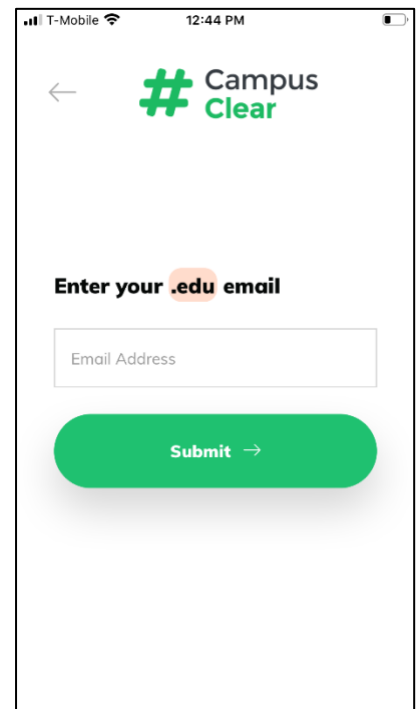 T-Mobile 12:44 PM
# Campus
Clear
Enter your .edu email
Email Address
Submit →